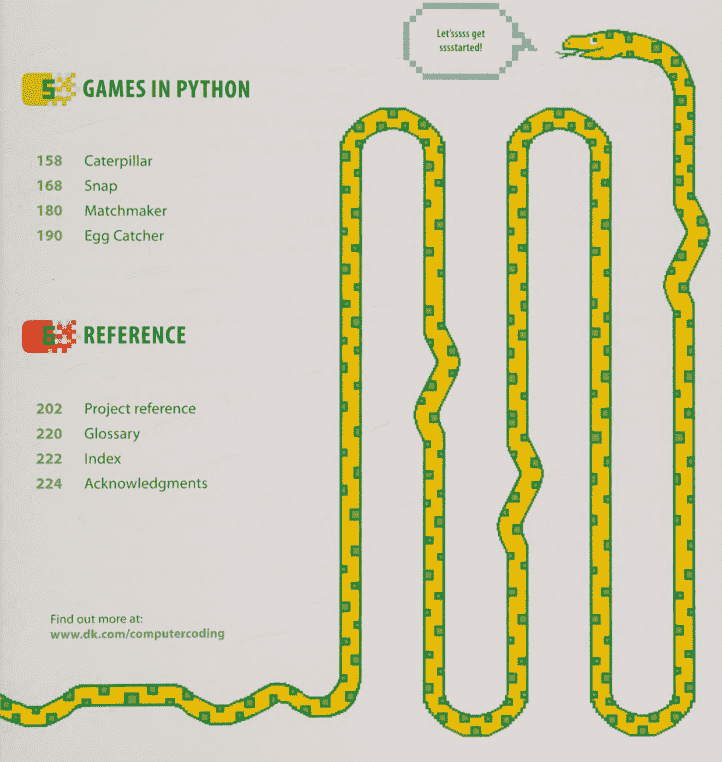 Let'sssss get
sssstarted!
5 GAMES IN PYTHON
158 Caterpillar
168 Snap
180 Matchmaker
190 Egg Catcher
6 REFERENCE
202 Project reference
220 Glossary
222 Index
224 Acknowledgments
Find out more at:
www.dk.com/computercoding